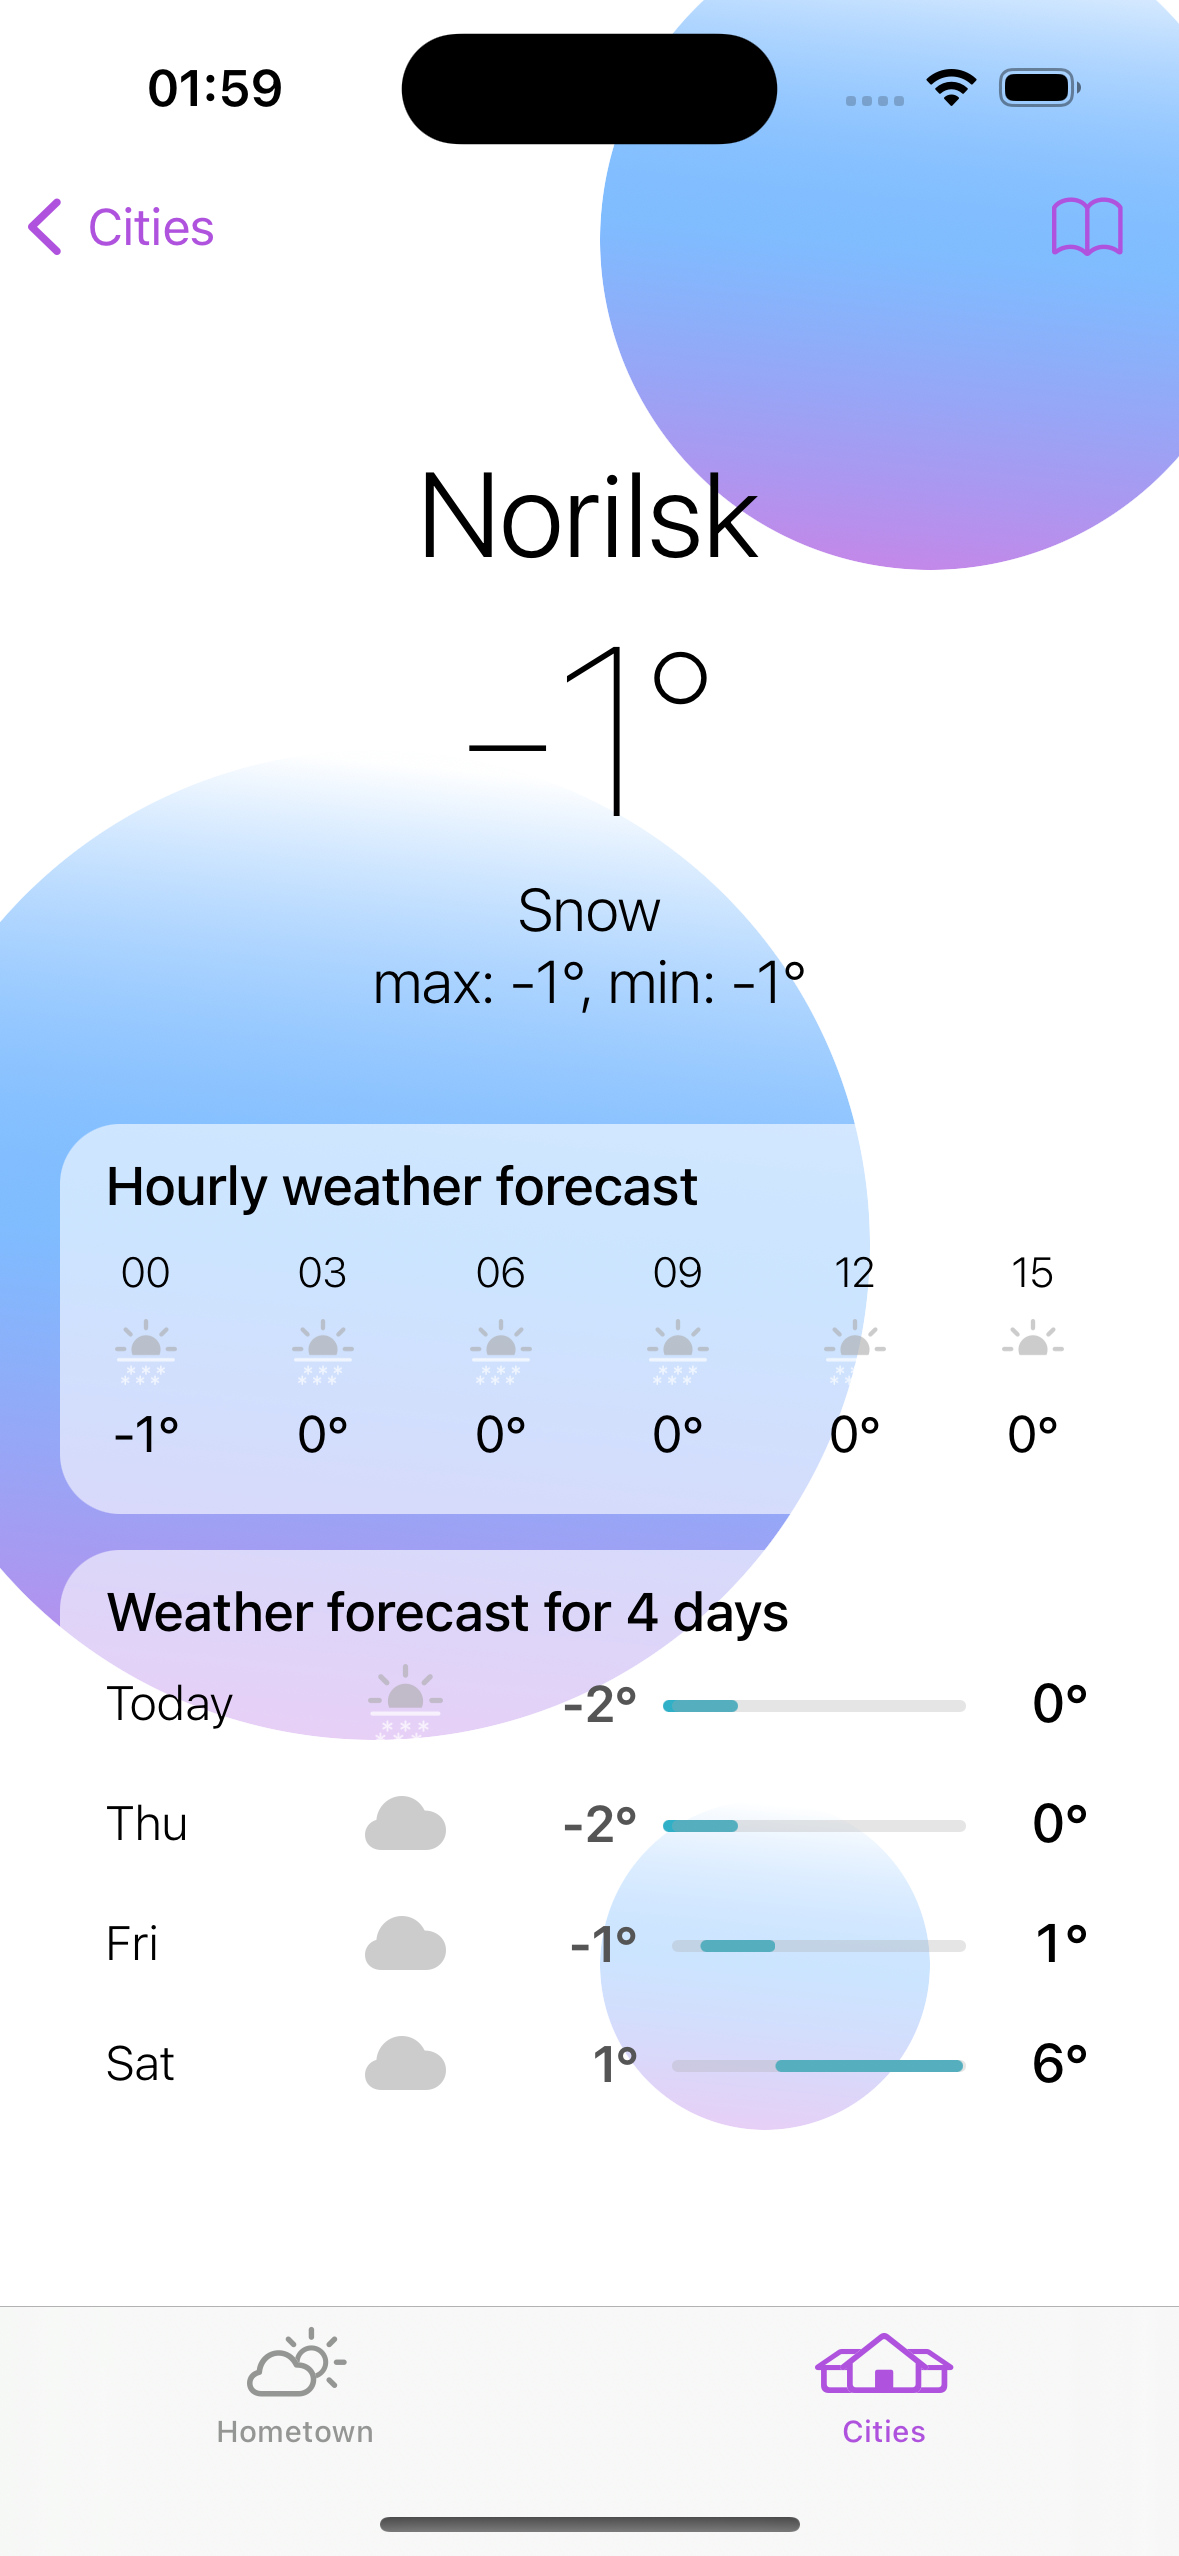 01:59
Cities
Norilsk
-1°
Snow
max: -1°, min: -1°
Hourly weather forecast
00 03 06 09 12 15
-1° 0° 0° 0° 0° 0°
Weather forecast for 4 days
Today -2° 0°
Thu -2° 0°
Fri -1° 1°
Sat 1° 6°
Hometown Cities